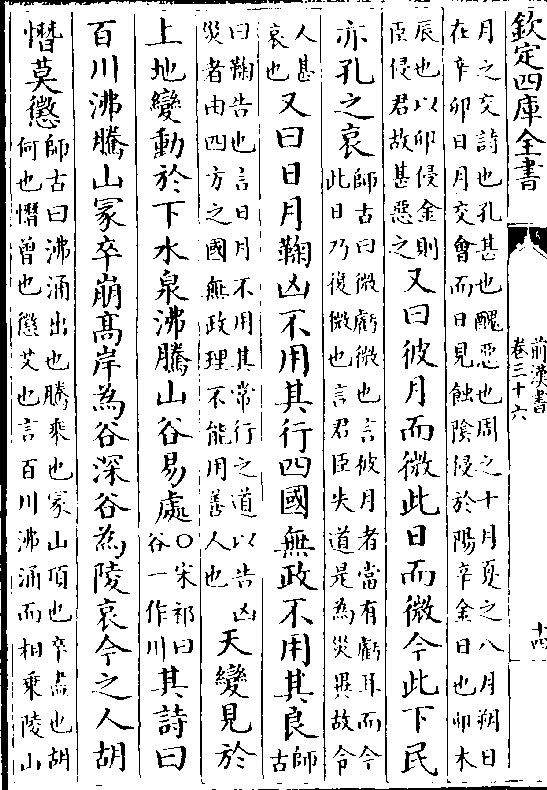 欽定四庫全書
前漢書
卷三十六
十四
月之交詩也孔甚也醜惡也周之十月夏之八月朔日
在辛卯日月交會而日見蝕陰侵於陽辛金日也卯木
辰也以卯侵金則
臣侵君故甚惡之
又曰彼月而微此日而微今此下民
亦孔之哀
師古曰微虧微也言彼月者當有虧耳而今
此日乃復微也言君臣失道是為災異故令
人甚
哀也
又曰日月鞠凶不用其行四國無政不用其良
師
古
曰鞠告也言日月不用其常行之道以告凶
災者由四方之國無政理不能用善人也
天變見於
上地變動於下水泉沸騰山谷易處
〇宋祁曰
谷一作川
其詩曰
百川沸騰山冢卒崩髙岸為谷深谷為陵哀今之人胡
憯莫懲
師古曰沸涌出也騰乘也冢山頂也卒盡也胡
何也憯曾也懲艾也言百川沸涌而相乘陵山